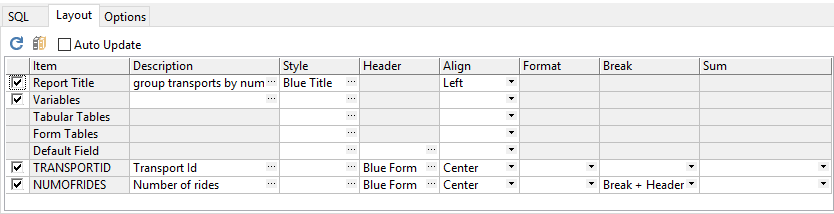 SQL Layout Options
Auto Update
Item Description Style Header Align Format Break Sum
Report Title group transports by num ... Blue Title ... Left
Variables ... ...
Tabular Tables ...
Form Tables ...
Default Field ... ...
TRANSPORTID Transport Id ... ... Blue Form ... Center
NUMOFRIDES Number of rides ... ... Blue Form ... Center Break + Header